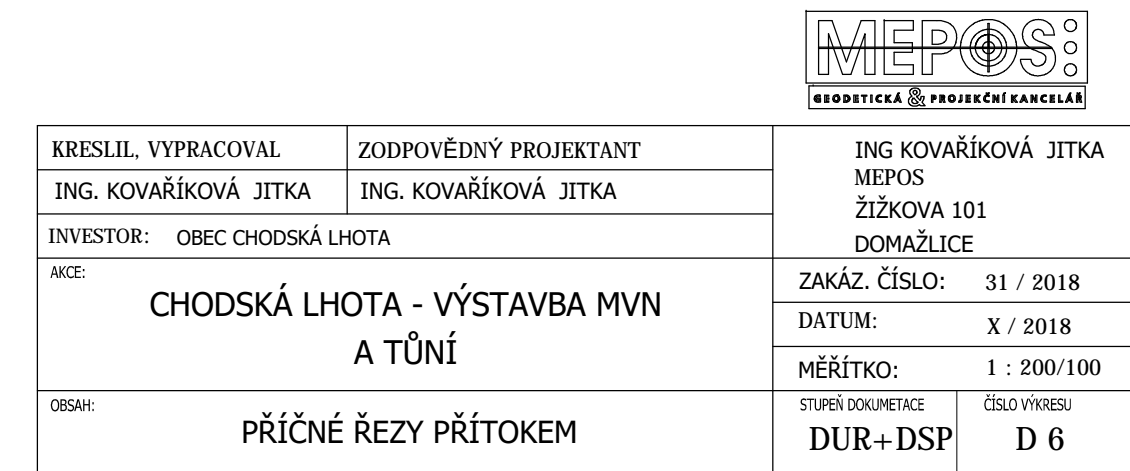 MEPOS:
GEODETICKÁ & PROJEKČNÍ KANCELÁŘ
KRESLIL, VYPRACOVAL
ZODPOVĚDNÝ PROJEKTANT
ING. KOVAŘÍKOVÁ JITKA
ING. KOVAŘÍKOVÁ JITKA
INVESTOR: OBEC CHODSKÁ LHOTA
ING KOVAŘÍKOVÁ JITKA
MEPOS
ŽIŽKOVA 101
DOMAŽLICE
AKCE:
CHODSKÁ LHOTA - VÝSTAVBA MVN
A TŮNÍ
ZAKÁZ. ČÍSLO: 31 / 2018
DATUM: X / 2018
MĚŘÍTKO: 1 : 200/100
OBSAH:
PŘÍČNÉ ŘEZY PŘÍTOKEM
STUPEŇ DOKUMETACE
DUR+DSP
ČÍSLO VÝKRESU
D 6